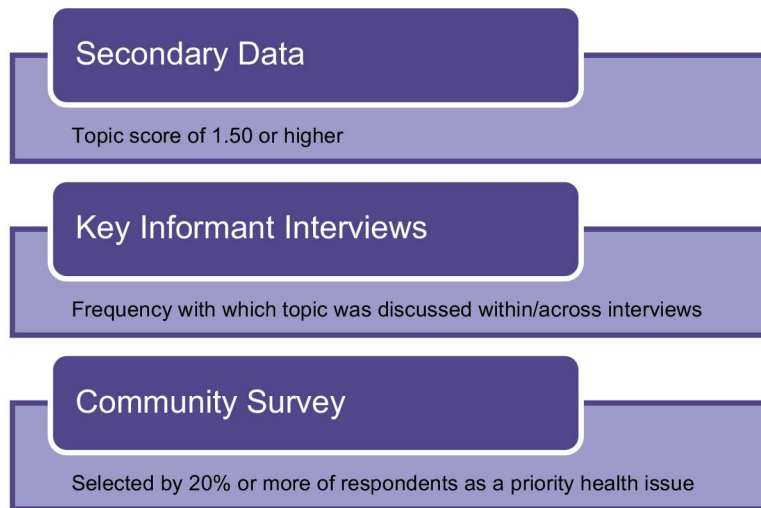 Secondary Data
Topic score of 1.50 or higher
Key Informant Interviews
Frequency with which topic was discussed within/across interviews
Community Survey
Selected by 20% or more of respondents as a priority health issue